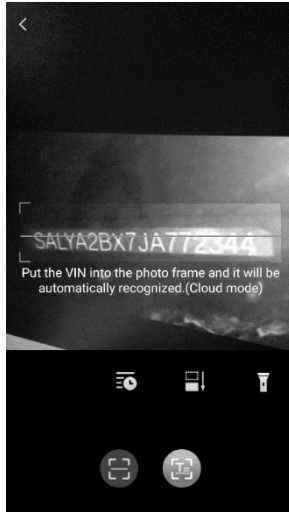 SALYA2BX7JA772344
Put the VIN into the photo frame and it will be
automatically recognized.(Cloud mode)